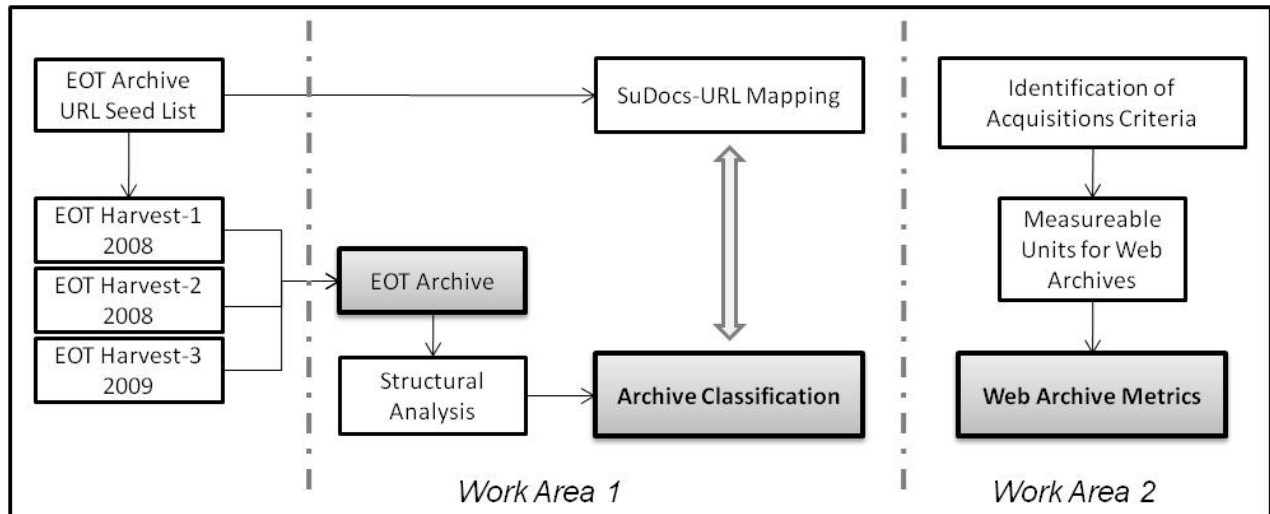 EOT Archive
URL Seed List
EOT Harvest-1
2008
EOT Harvest-2
2008
EOT Harvest-3
2009
EOT Archive
Structural
Analysis
SuDocs-URL Mapping
Archive Classification
Work Area 1
Identification of
Acquisitions Criteria
Measureable
Units for Web
Archives
Web Archive Metrics
Work Area 2